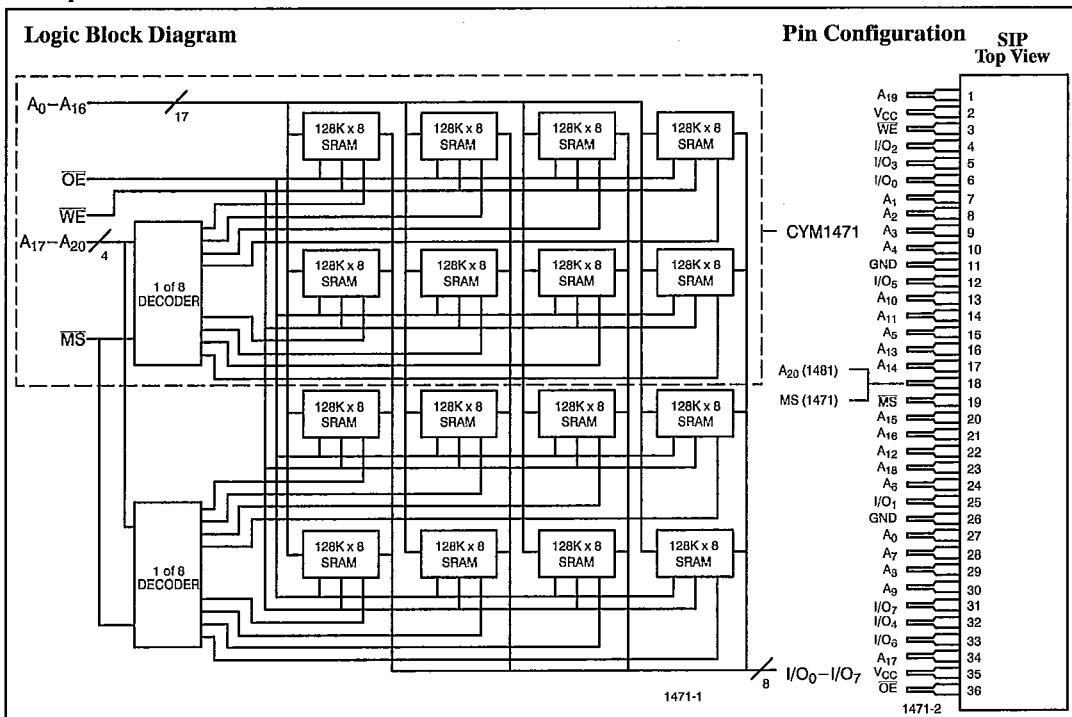 Logic Block Diagram
A₀–A₁₆
17
O̅E̅
W̅E̅
A₁₇–A₂₀
4
M̅S̅
1 of 8
DECODER
1 of 8
DECODER
128K x 8
SRAM
128K x 8
SRAM
128K x 8
SRAM
128K x 8
SRAM
128K x 8
SRAM
128K x 8
SRAM
128K x 8
SRAM
128K x 8
SRAM
128K x 8
SRAM
128K x 8
SRAM
128K x 8
SRAM
128K x 8
SRAM
128K x 8
SRAM
128K x 8
SRAM
128K x 8
SRAM
128K x 8
SRAM
CYM1471
8
I/O₀–I/O₇
1471-1
Pin Configuration
SIP
Top View
A₁₉ 1
VCC 2
W̅E̅ 3
I/O₂ 4
I/O₃ 5
I/O₀ 6
A₁ 7
A₂ 8
A₃ 9
A₄ 10
GND 11
I/O₅ 12
A₁₀ 13
A₁₁ 14
A₅ 15
A₁₃ 16
A₁₄ 17
A₂₀ (1481)
18
MS (1471)
M̅S̅ 19
A₁₅ 20
A₁₆ 21
A₁₂ 22
A₁₈ 23
A₆ 24
I/O₁ 25
GND 26
A₀ 27
A₇ 28
A₈ 29
A₉ 30
I/O₇ 31
I/O₄ 32
I/O₆ 33
A₁₇ 34
VCC 35
O̅E̅ 36
1471-2